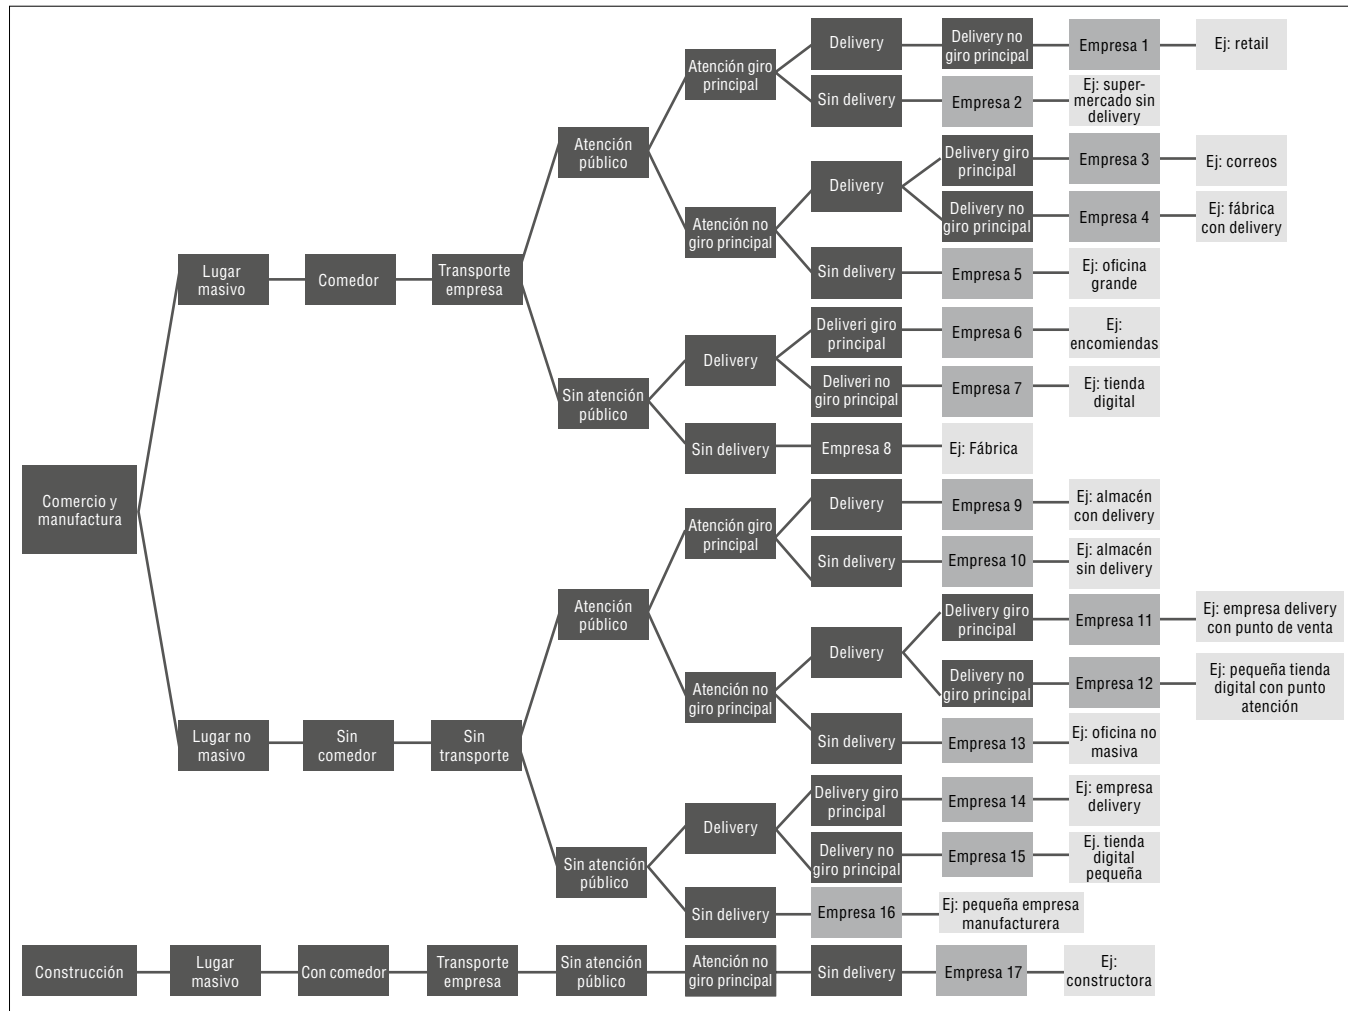 Delivery
Delivery no
giro principal
Empresa 1
Ej: retail
Atención giro
principal
Sin delivery
Empresa 2
Ej: super-
mercado sin
delivery
Atención
público
Delivery giro
principal
Empresa 3
Ej: correos
Delivery
Delivery no
giro principal
Empresa 4
Ej: fábrica
con delivery
Atención no
giro principal
Sin delivery
Empresa 5
Ej: oficina
grande
Lugar
masivo
Comedor
Transporte
empresa
Deliveri giro
principal
Empresa 6
Ej:
encomiendas
Delivery
Deliveri no
giro principal
Empresa 7
Ej: tienda
digital
Sin atención
público
Sin delivery
Empresa 8
Ej: Fábrica
Comercio y
manufactura
Delivery
Empresa 9
Ej: almacén
con delivery
Atención giro
principal
Sin delivery
Empresa 10
Ej: almacén
sin delivery
Atención
público
Delivery giro
principal
Empresa 11
Ej: empresa delivery
con punto de venta
Delivery
Delivery no
giro principal
Empresa 12
Ej: pequeña tienda
digital con punto
atención
Atención no
giro principal
Sin delivery
Empresa 13
Ej: oficina no
masiva
Lugar no
masivo
Sin
comedor
Sin
transporte
Delivery giro
principal
Empresa 14
Ej: empresa
delivery
Delivery
Delivery no
giro principal
Empresa 15
Ej. tienda
digital
pequeña
Sin atención
público
Sin delivery
Empresa 16
Ej: pequeña empresa
manufacturera
Construcción
Lugar
masivo
Con comedor
Transporte
empresa
Sin atención
público
Atención no
giro principal
Sin delivery
Empresa 17
Ej:
constructora